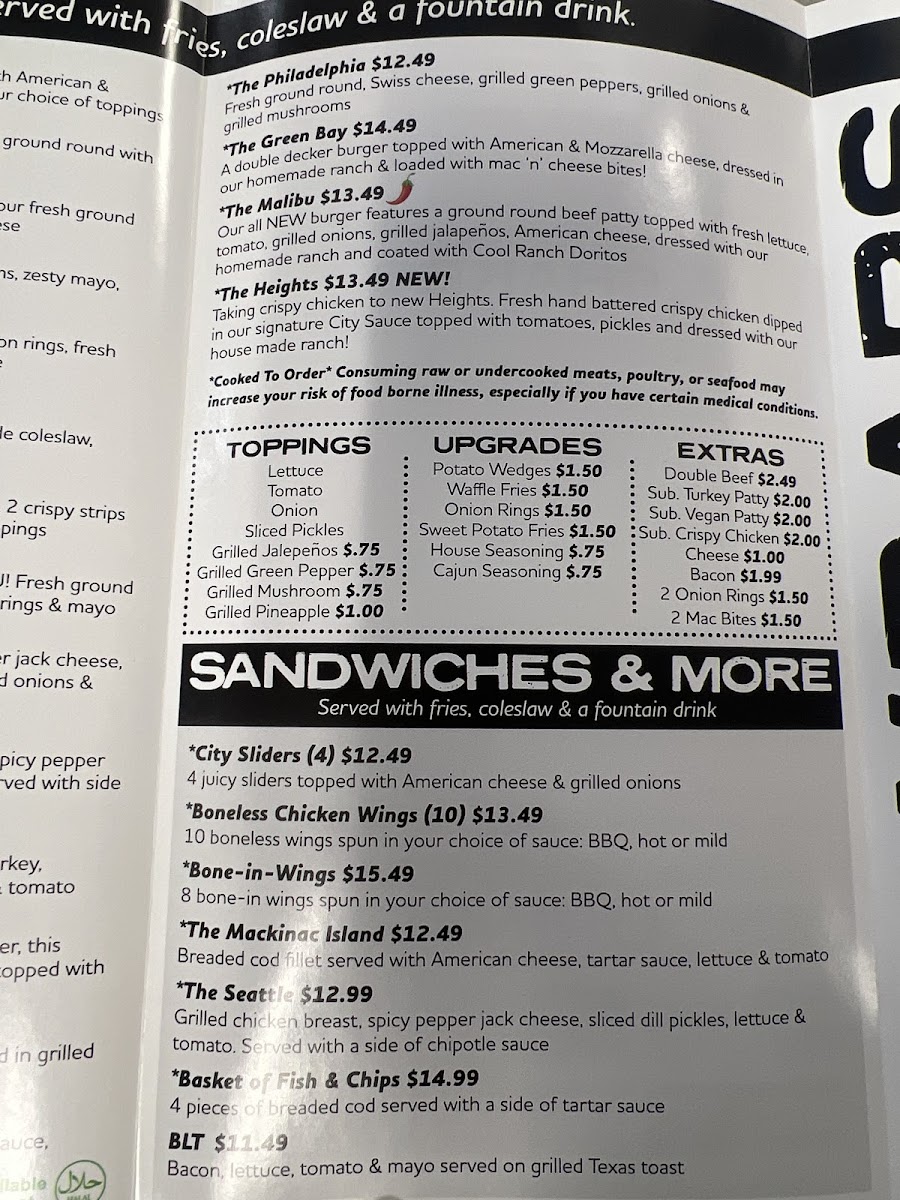 erved with fries, coleslaw & a fountain drink.
h American &
ur choice of toppings
ground round with
our fresh ground
ese
ns, zesty mayo,
on rings, fresh
e coleslaw,
2 crispy strips
pings
U! Fresh ground
rings & mayo
er jack cheese,
d onions &
picy pepper
rved with side
rkey,
& tomato
er, this
topped with
d in grilled
auce,
ilable
حلال
HALAL
*The Philadelphia $12.49
Fresh ground round, Swiss cheese, grilled green peppers, grilled onions &
grilled mushrooms
*The Green Bay $14.49
A double decker burger topped with American & Mozzarella cheese, dressed in
our homemade ranch & loaded with mac 'n' cheese bites!
*The Malibu $13.49
Our all NEW burger features a ground round beef patty topped with fresh lettuce,
tomato, grilled onions, grilled jalapeños, American cheese, dressed with our
homemade ranch and coated with Cool Ranch Doritos
*The Heights $13.49 NEW!
Taking crispy chicken to new Heights. Fresh hand battered crispy chicken dipped
in our signature City Sauce topped with tomatoes, pickles and dressed with our
house made ranch!
*Cooked To Order* Consuming raw or undercooked meats, poultry, or seafood may
increase your risk of food borne illness, especially if you have certain medical conditions.
TOPPINGS
Lettuce
Tomato
Onion
Sliced Pickles
Grilled Jalepeños $.75
Grilled Green Pepper $.75
Grilled Mushroom $.75
Grilled Pineapple $1.00
UPGRADES
Potato Wedges $1.50
Waffle Fries $1.50
Onion Rings $1.50
Sweet Potato Fries $1.50
House Seasoning $.75
Cajun Seasoning $.75
EXTRAS
Double Beef $2.49
Sub. Turkey Patty $2.00
Sub. Vegan Patty $2.00
Sub. Crispy Chicken $2.00
Cheese $1.00
Bacon $1.99
2 Onion Rings $1.50
2 Mac Bites $1.50
SANDWICHES & MORE
Served with fries, coleslaw & a fountain drink
*City Sliders (4) $12.49
4 juicy sliders topped with American cheese & grilled onions
*Boneless Chicken Wings (10) $13.49
10 boneless wings spun in your choice of sauce: BBQ, hot or mild
*Bone-in-Wings $15.49
8 bone-in wings spun in your choice of sauce: BBQ, hot or mild
*The Mackinac Island $12.49
Breaded cod fillet served with American cheese, tartar sauce, lettuce & tomato
*The Seattle $12.99
Grilled chicken breast, spicy pepper jack cheese, sliced dill pickles, lettuce &
tomato. Served with a side of chipotle sauce
*Basket of Fish & Chips $14.99
4 pieces of breaded cod served with a side of tartar sauce
BLT $11.49
Bacon, lettuce, tomato & mayo served on grilled Texas toast